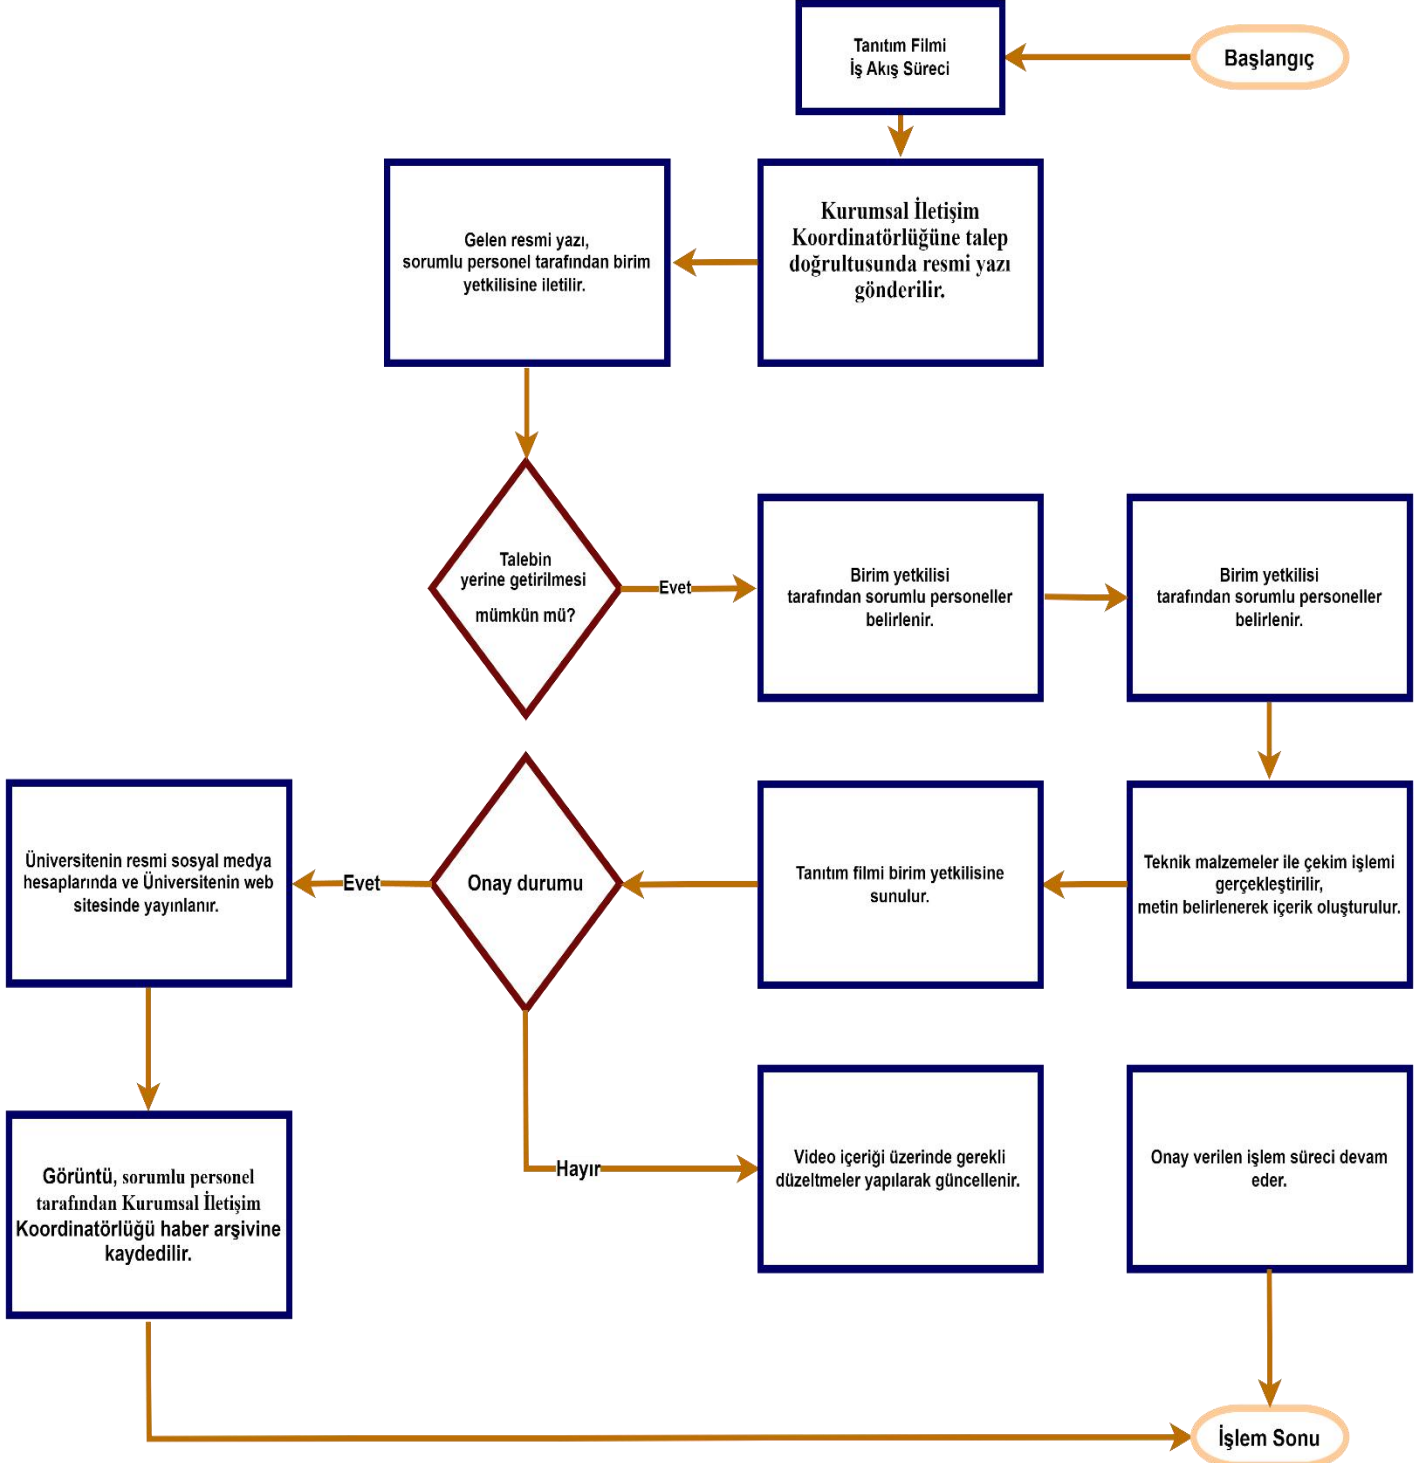 Başlangıç
Tanıtım Filmi
İş Akış Süreci
Kurumsal İletişim
Koordinatörlüğüne talep
doğrultusunda resmi yazı
gönderilir.
Gelen resmi yazı,
sorumlu personel tarafından birim
yetkilisine iletilir.
Talebin
yerine getirilmesi
mümkün mü?
Evet
Birim yetkilisi
tarafından sorumlu personeller
belirlenir.
Birim yetkilisi
tarafından sorumlu personeller
belirlenir.
Teknik malzemeler ile çekim işlemi
gerçekleştirilir,
metin belirlenerek içerik oluşturulur.
Tanıtım filmi birim yetkilisine
sunulur.
Onay durumu
Evet
Üniversitenin resmi sosyal medya
hesaplarında ve Üniversitenin web
sitesinde yayınlanır.
Hayır
Video içeriği üzerinde gerekli
düzeltmeler yapılarak güncellenir.
Onay verilen işlem süreci devam
eder.
Görüntü, sorumlu personel
tarafından Kurumsal İletişim
Koordinatörlüğü haber arşivine
kaydedilir.
İşlem Sonu